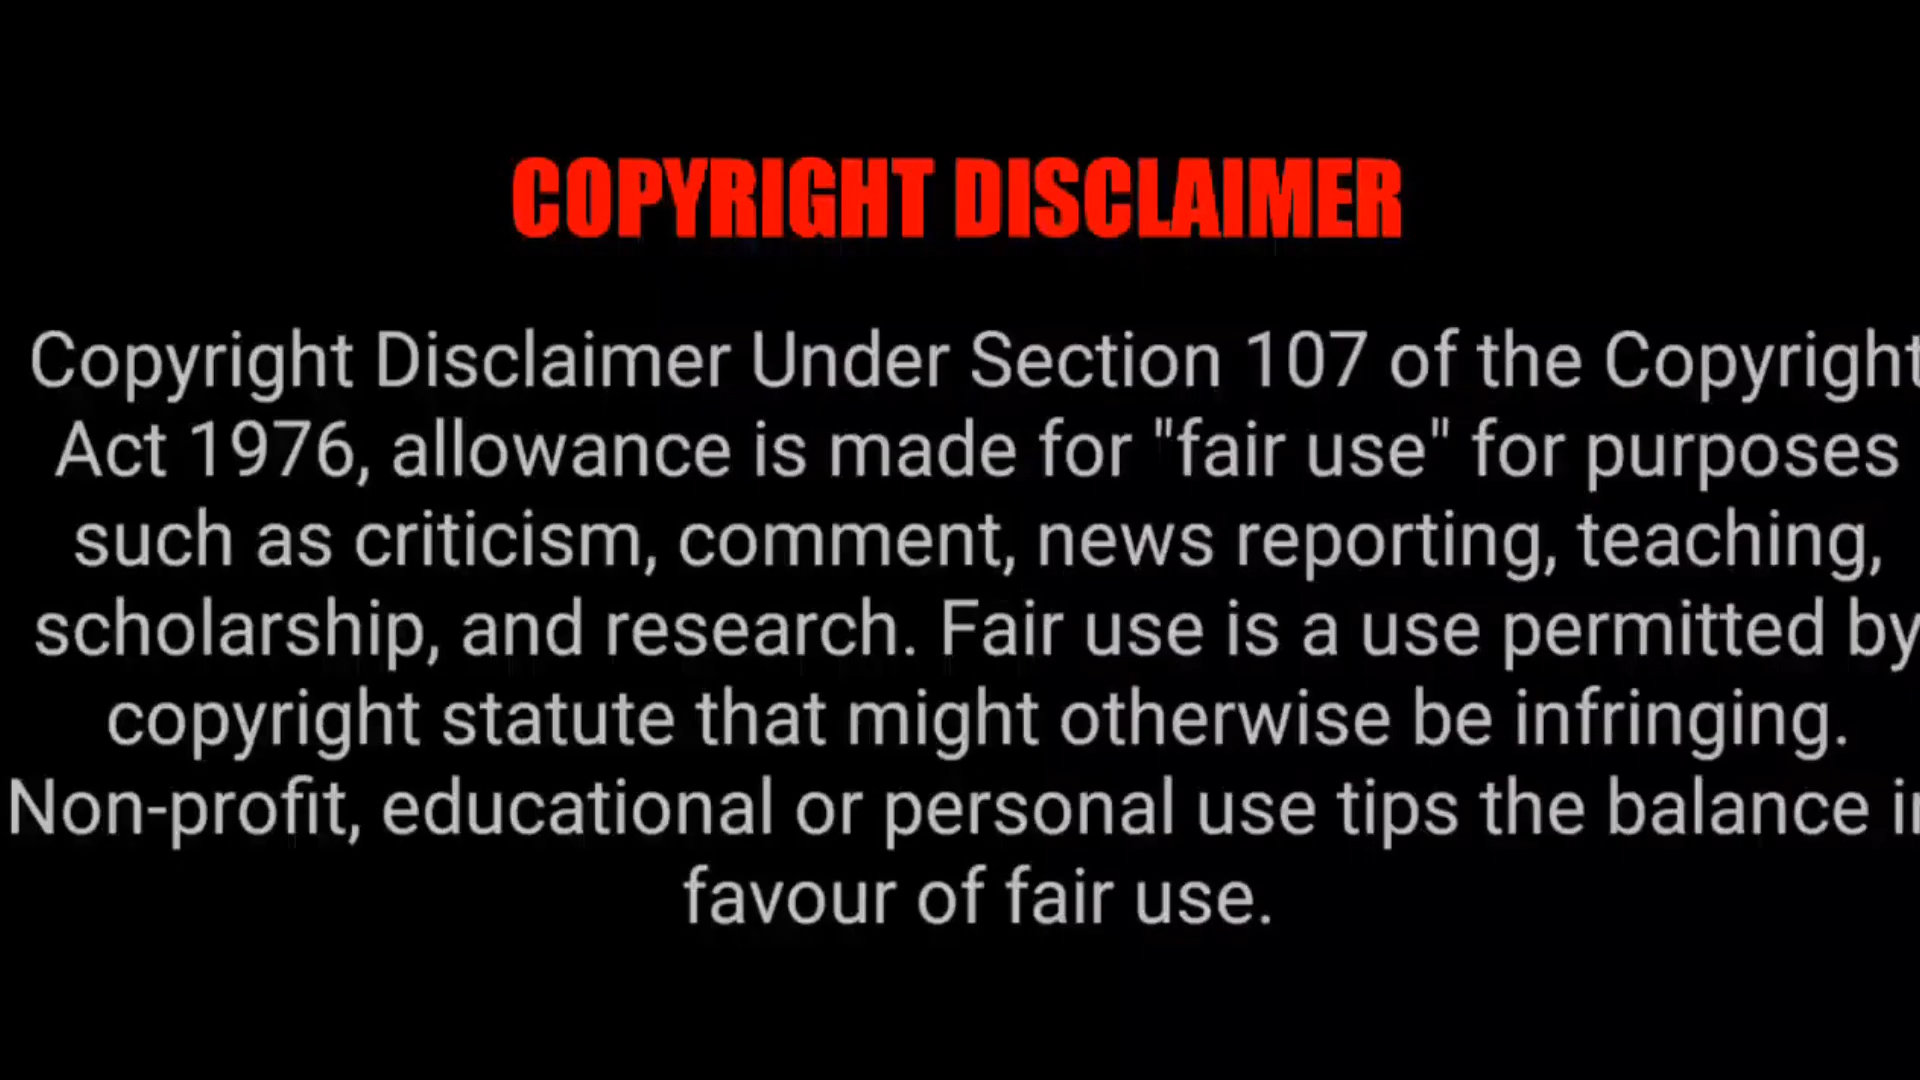 COPYRIGHT DISCLAIMER
Copyright Disclaimer Under Section 107 of the Copyright
Act 1976, allowance is made for "fair use" for purposes
such as criticism, comment, news reporting, teaching,
scholarship, and research. Fair use is a use permitted by
copyright statute that might otherwise be infringing.
Non-profit, educational or personal use tips the balance in
favour of fair use.